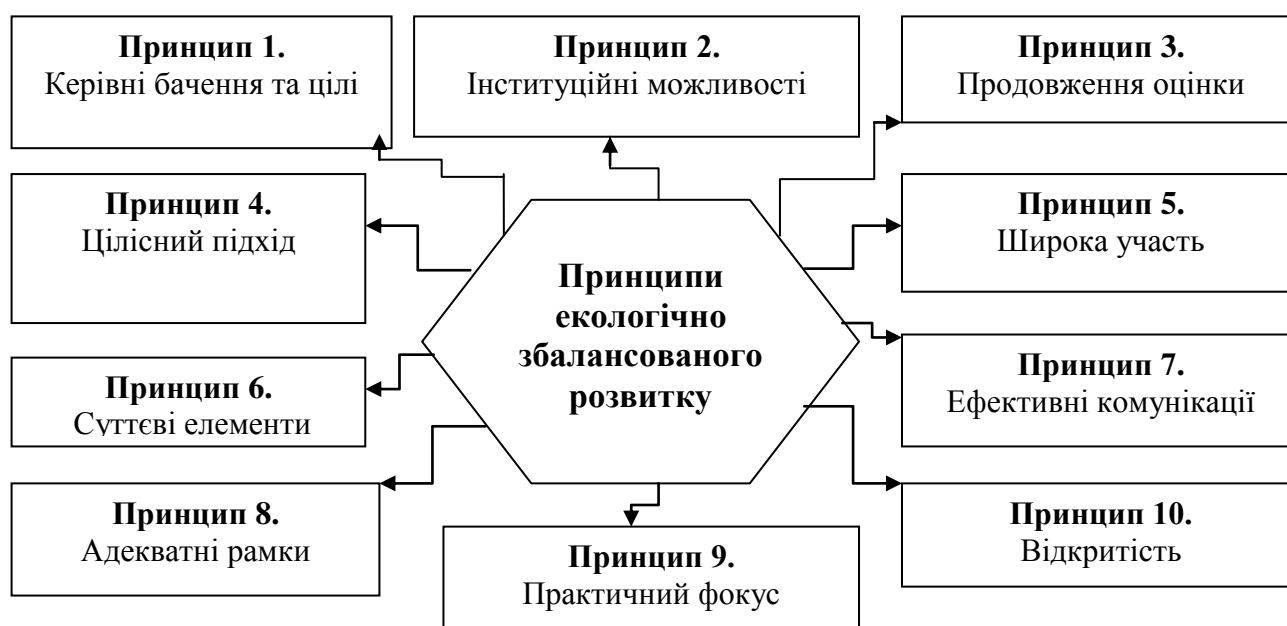 Принцип 1.
Керівні бачення та цілі
Принцип 2.
Інституційні можливості
Принцип 3.
Продовження оцінки
Принцип 4.
Цілісний підхід
Принцип 5.
Широка участь
Принципи
екологічно
збалансованого
розвитку
Принцип 6.
Суттєві елементи
Принцип 7.
Ефективні комунікації
Принцип 8.
Адекватні рамки
Принцип 9.
Практичний фокус
Принцип 10.
Відкритість